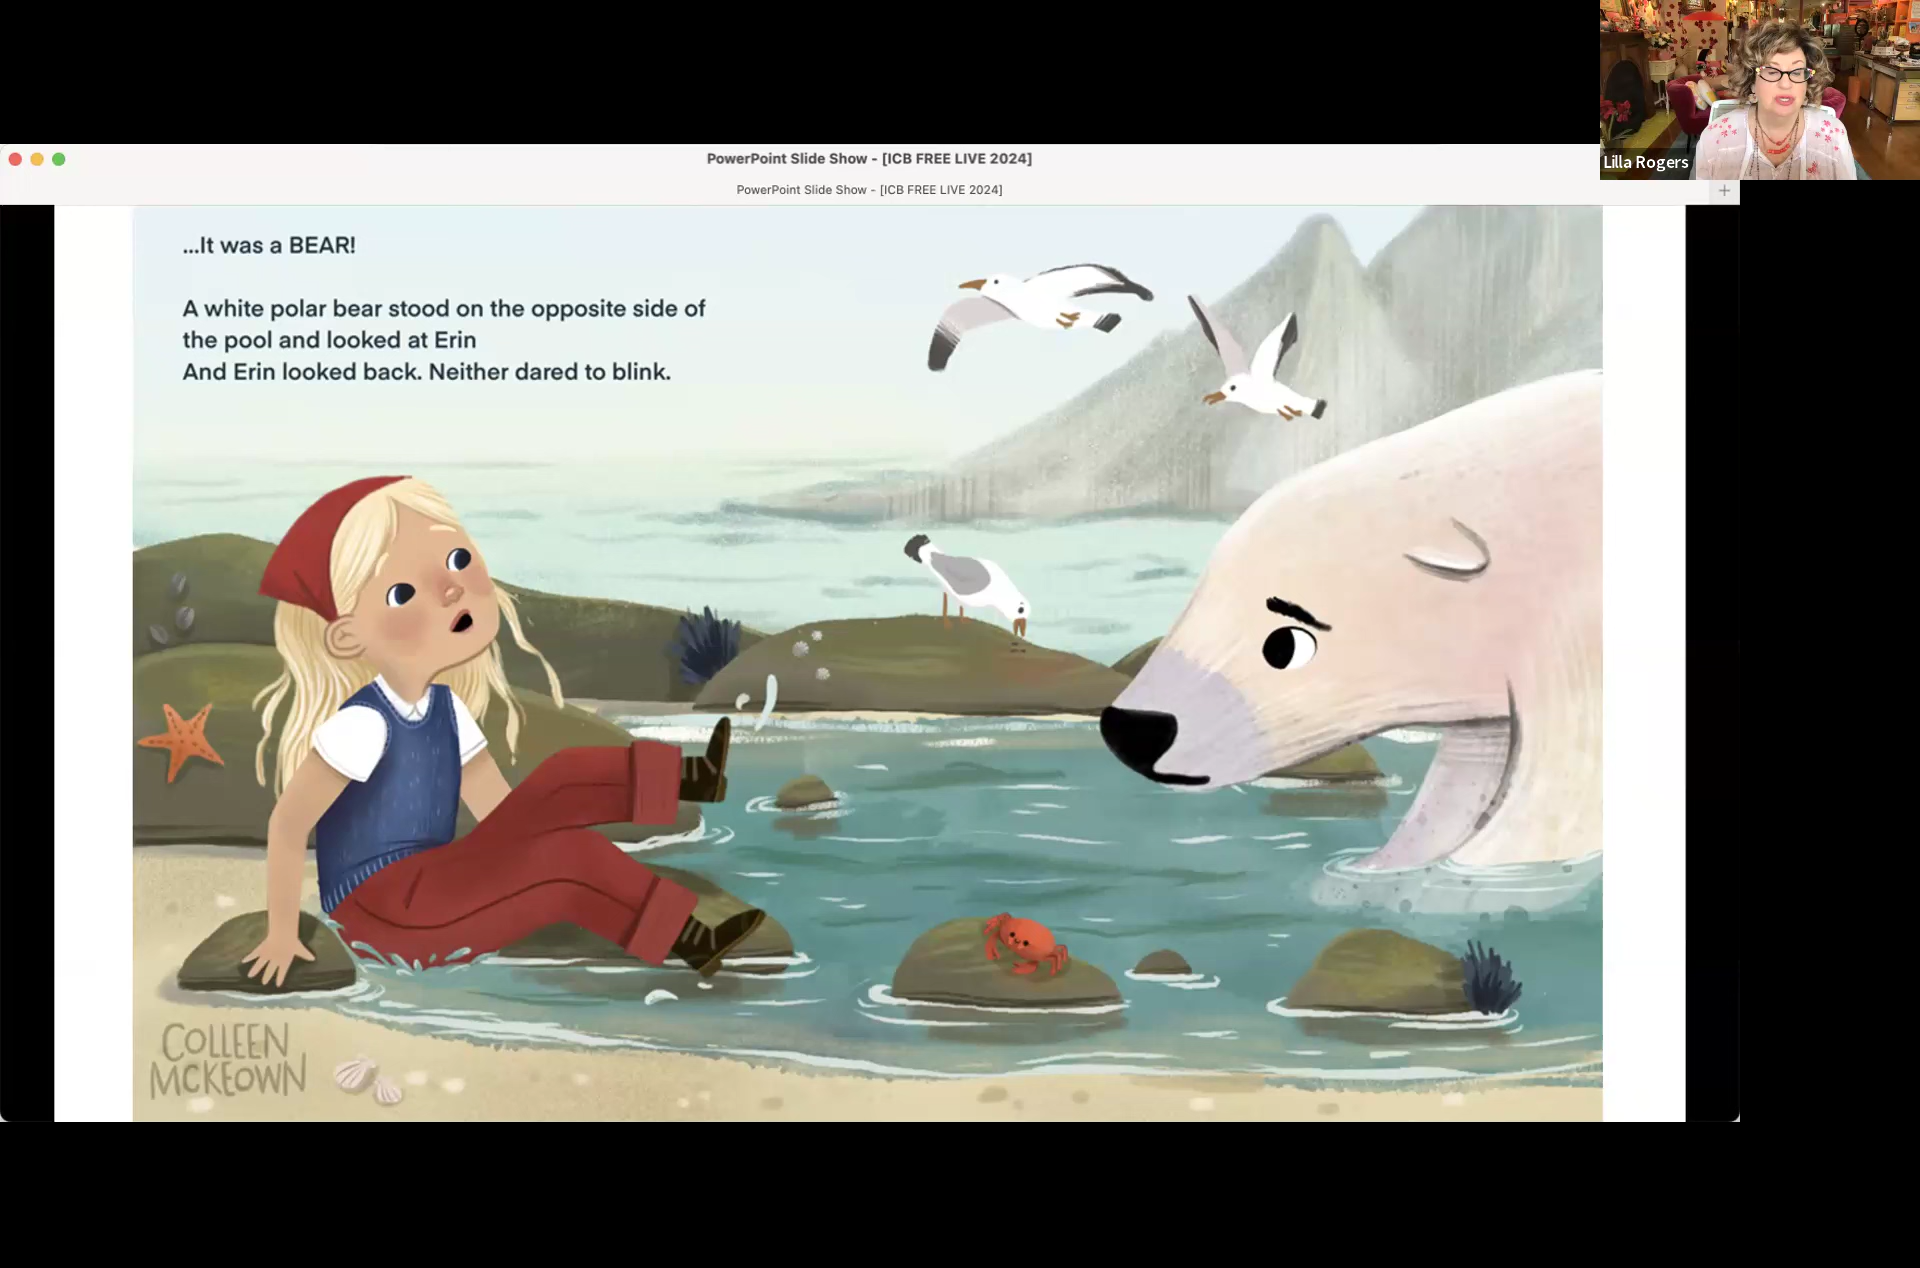 Lilla Rogers
PowerPoint Slide Show - [ICB FREE LIVE 2024]
PowerPoint Slide Show - [ICB FREE LIVE 2024]
...It was a BEAR!
A white polar bear stood on the opposite side of
the pool and looked at Erin
And Erin looked back. Neither dared to blink.
COLLEEN
MCKEOWN